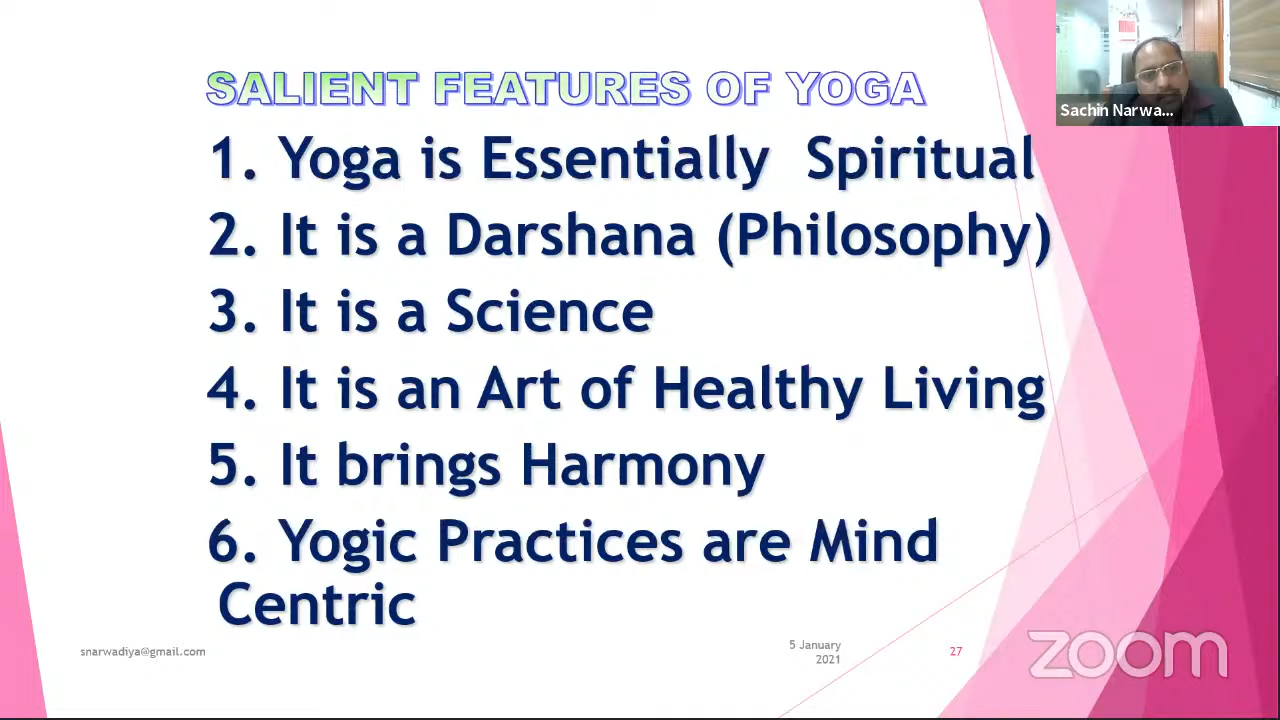 SALIENT FEATURES OF YOGA
1. Yoga is Essentially Spiritual
2. It is a Darshana (Philosophy)
3. It is a Science
4. It is an Art of Healthy Living
5. It brings Harmony
6. Yogic Practices are Mind
Centric
Sachin Narwa...
snarwadiya@gmail.com
5 January
2021
27
zoom